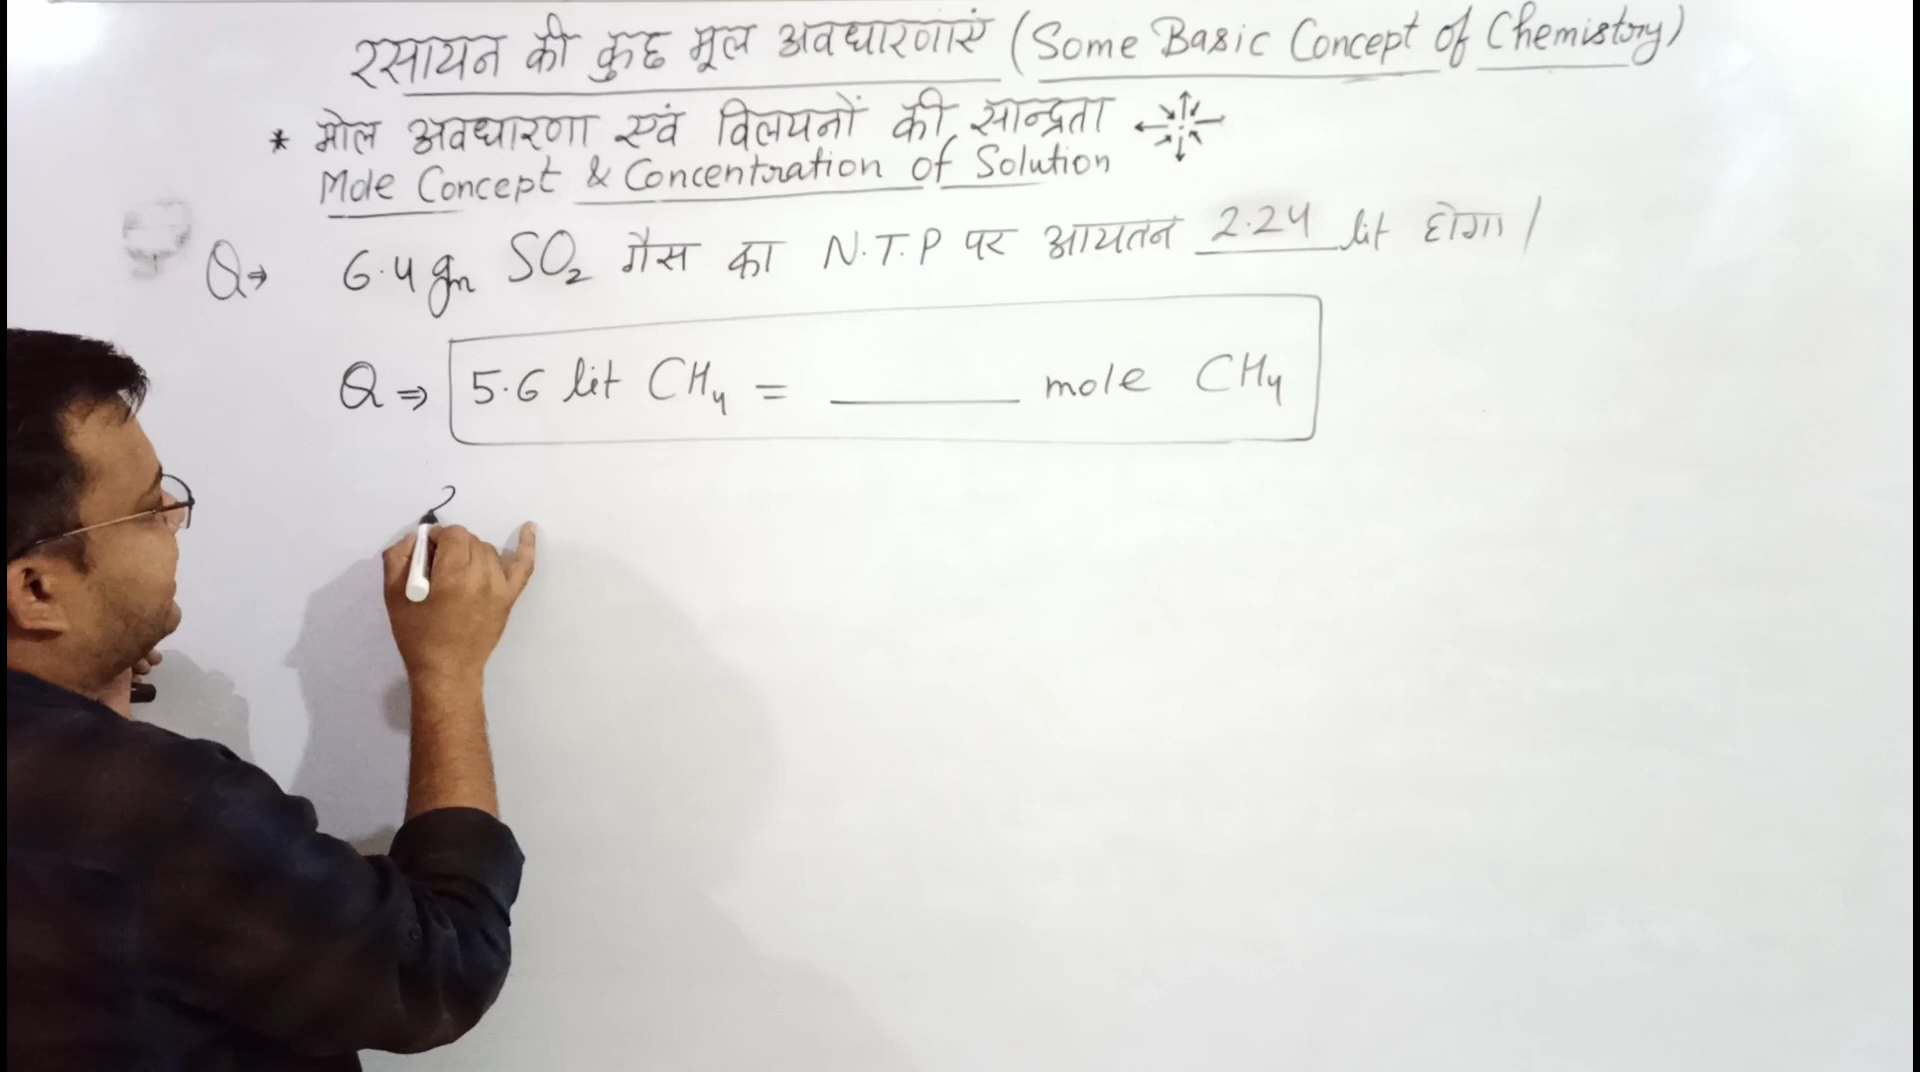 रसायन की कुछ मूल अवधारणाएं (Some Basic Concept of Chemistry)
* मोल अवधारणा एवं विलयनों की सान्द्रता
Mole Concept & Concentration of Solution
Q→ 6.4 gm SO₂ गैस का N.T.P पर आयतन 2.24 lit होगा।
Q ⇒ 5.6 lit CH₄ = ______ mole CH₄
2